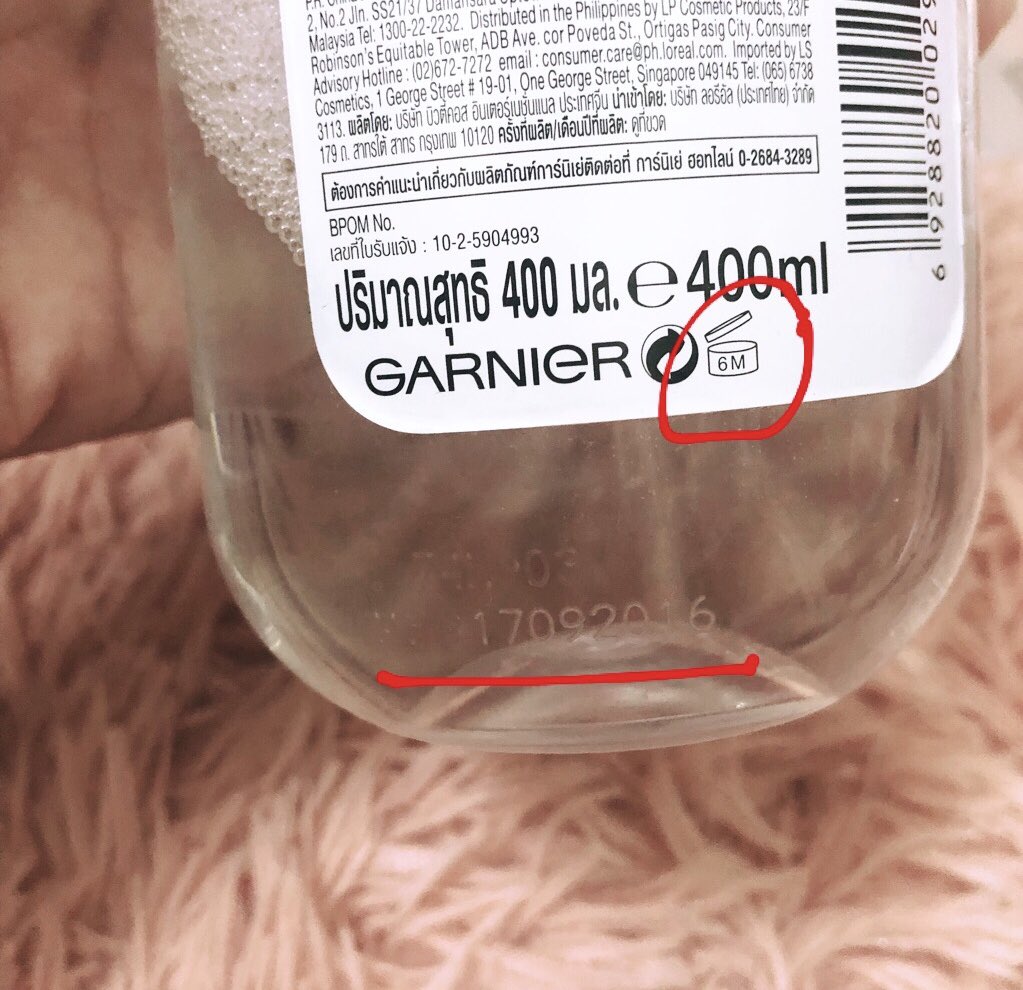 2, No.2 Jln. SS21/37 Damansara
Malaysia Tel: 1300-22-2232. Distributed in the Philippines by LP Cosmetic Products, 23/F
Robinson's Equitable Tower, ADB Ave. cor Poveda St., Ortigas Pasig City. Consumer
Advisory Hotline : (02)672-7272 email : consumer.care@ph.loreal.com. Imported by LS
Cosmetics, 1 George Street # 19-01, One George Street, Singapore 049145 Tel: (065) 6738
3113. ผลิตโดย: บริษัท บิวตี้คอส อินเตอร์เนชั่นแนล ประเทศจีน นำเข้าโดย: บริษัท ลอรีอัล (ประเทศไทย) จำกัด
179 ถ. สาทรใต้ สาทร กรุงเทพ 10120 ครั้งที่ผลิต/เดือนปีที่ผลิต: ดูที่ขวด
ต้องการคำแนะนำเกี่ยวกับผลิตภัณฑ์การ์นิเย่ติดต่อที่ การ์นิเย่ ฮอทไลน์ 0-2684-3289
BPOM No.
เลขที่ใบรับแจ้ง : 10-2-5904993
ปริมาณสุทธิ 400 มล. ℮ 400ml
GARNIER 6M
6 928820 029
17092016